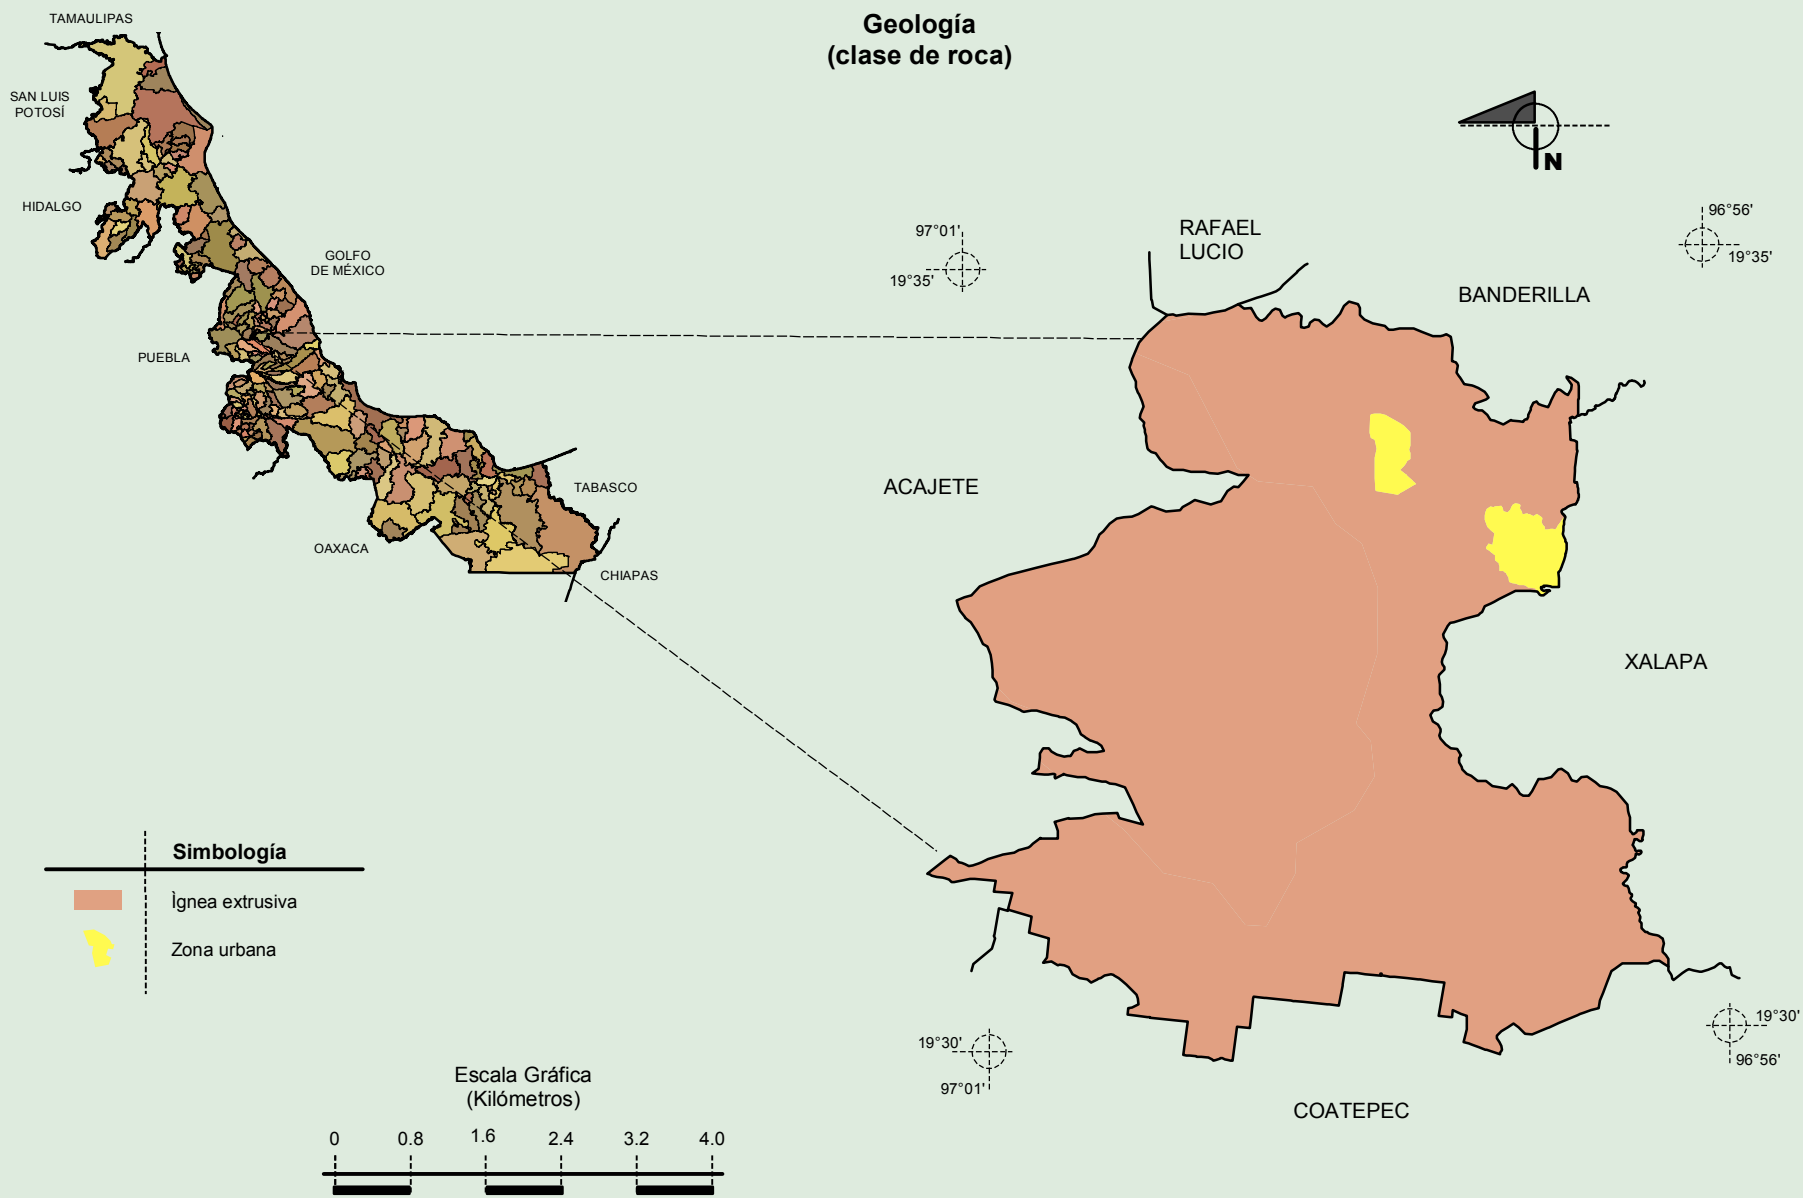 Geología
(clase de roca)
TAMAULIPAS
SAN LUIS
POTOSÍ
HIDALGO
GOLFO
DE MÉXICO
PUEBLA
TABASCO
OAXACA
CHIAPAS
N
97°01'
19°35'
96°56'
19°35'
RAFAEL
LUCIO
BANDERILLA
ACAJETE
XALAPA
COATEPEC
19°30'
97°01'
19°30'
96°56'
Simbología
Ìgnea extrusiva
Zona urbana
Escala Gráfica
(Kilómetros)
0 0.8 1.6 2.4 3.2 4.0